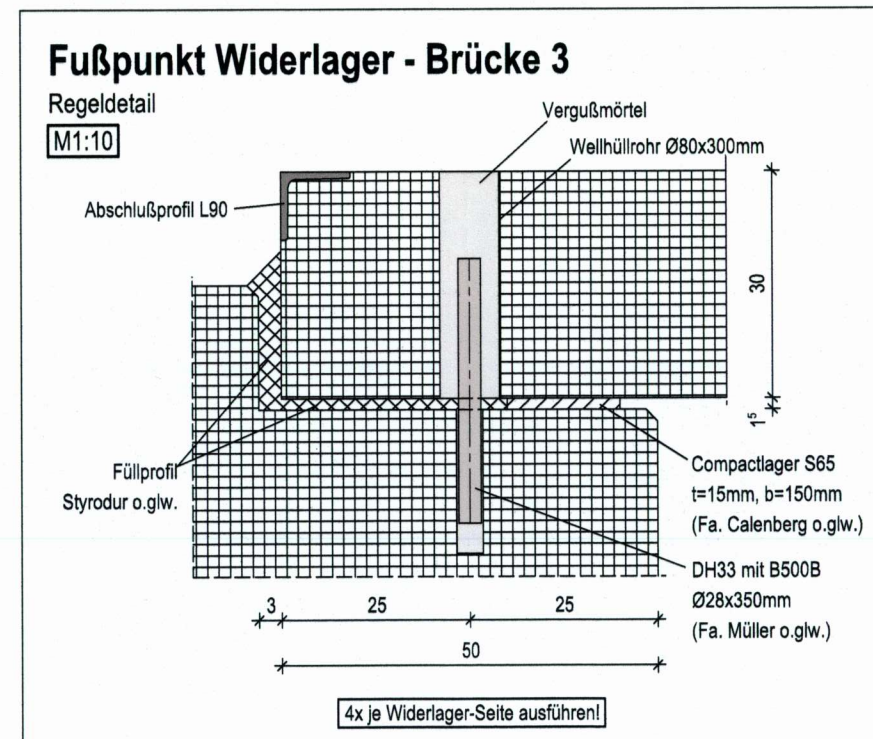 Fußpunkt Widerlager - Brücke 3
Regeldetail
M1:10
Vergußmörtel
Wellhüllrohr Ø80x300mm
Abschlußprofil L90
30
1⁵
Füllprofil
Styrodur o.glw.
Compactlager S65
t=15mm, b=150mm
(Fa. Calenberg o.glw.)
DH33 mit B500B
Ø28x350mm
(Fa. Müller o.glw.)
3
25
25
50
4x je Widerlager-Seite ausführen!